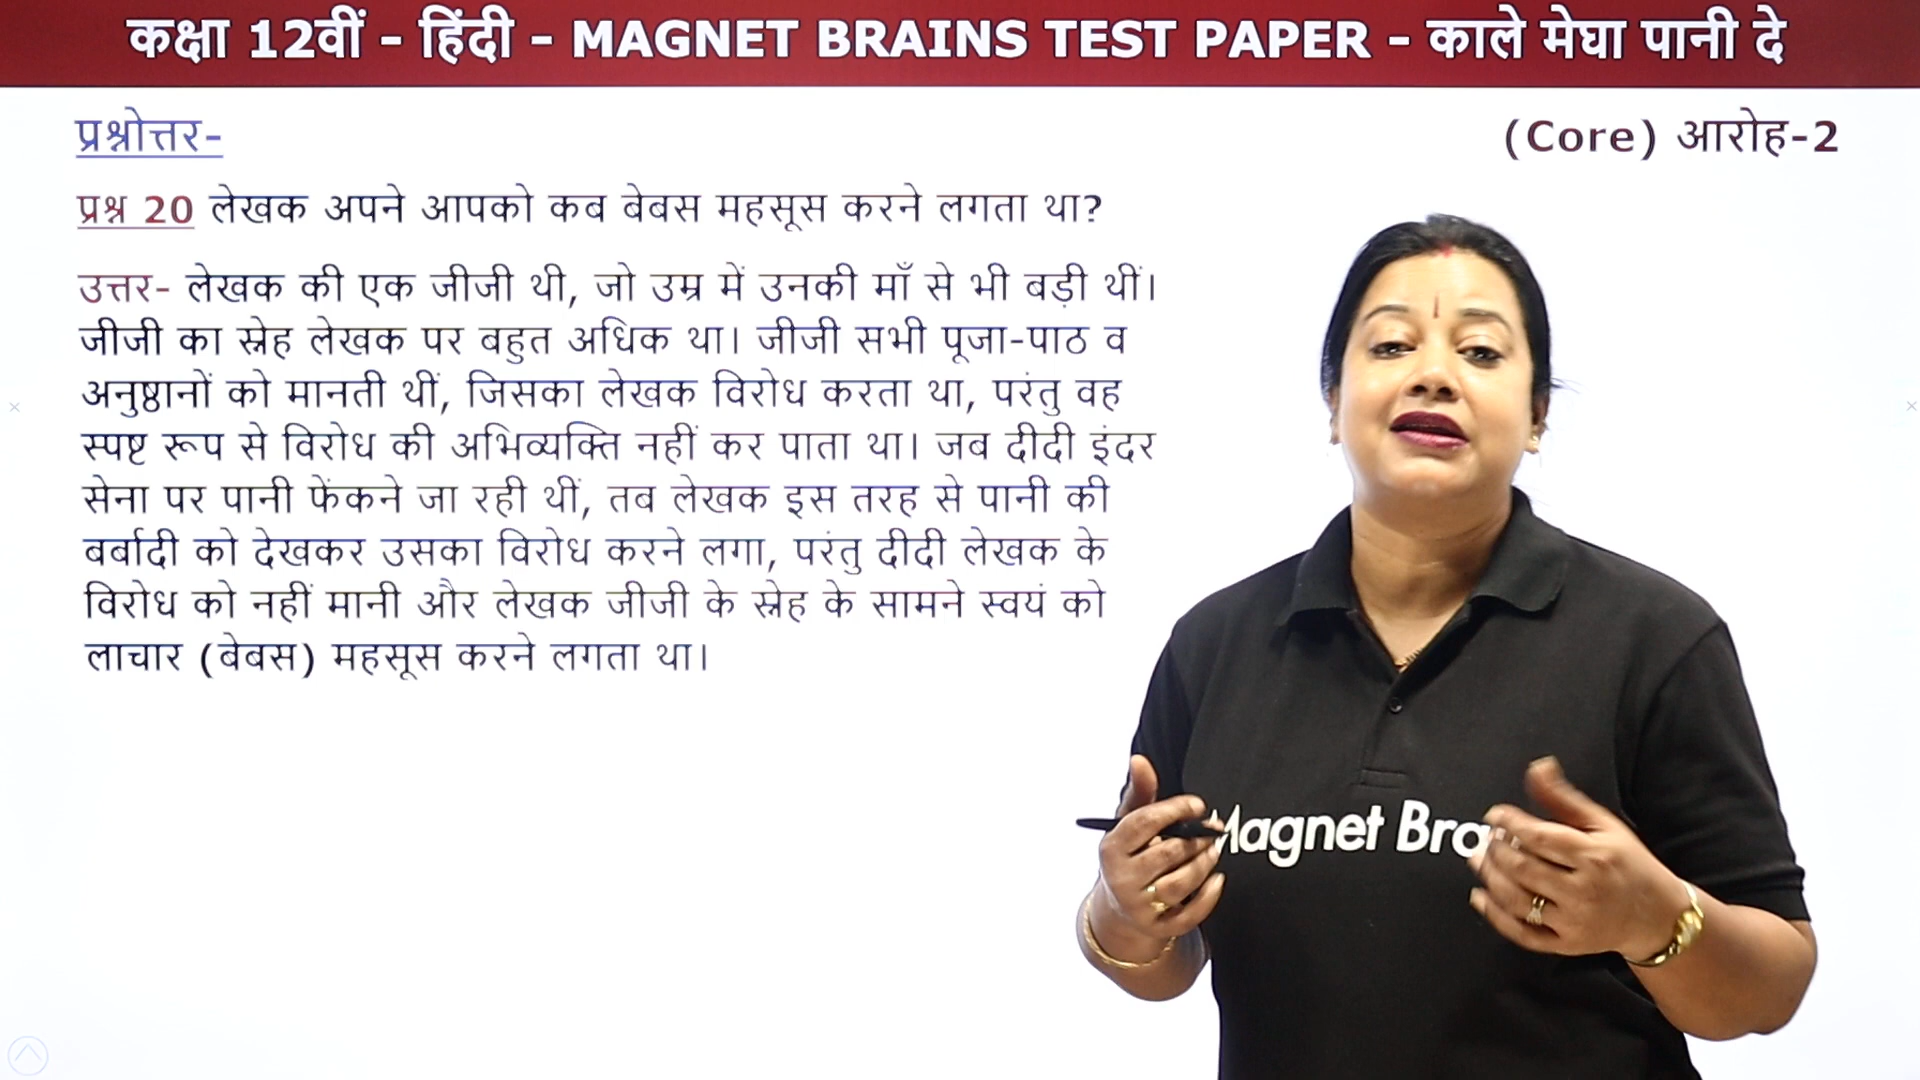 कक्षा 12वीं - हिंदी - MAGNET BRAINS TEST PAPER - काले मेघा पानी दे
प्रश्नोत्तर-
(Core) आरोह-2
प्रश्न 20 लेखक अपने आपको कब बेबस महसूस करने लगता था?
उत्तर- लेखक की एक जीजी थी, जो उम्र में उनकी माँ से भी बड़ी थीं।
जीजी का स्नेह लेखक पर बहुत अधिक था। जीजी सभी पूजा-पाठ व
अनुष्ठानों को मानती थीं, जिसका लेखक विरोध करता था, परंतु वह
स्पष्ट रूप से विरोध की अभिव्यक्ति नहीं कर पाता था। जब दीदी इंदर
सेना पर पानी फेंकने जा रही थीं, तब लेखक इस तरह से पानी की
बर्बादी को देखकर उसका विरोध करने लगा, परंतु दीदी लेखक के
विरोध को नहीं मानी और लेखक जीजी के स्नेह के सामने स्वयं को
लाचार (बेबस) महसूस करने लगता था।
Magnet Bra